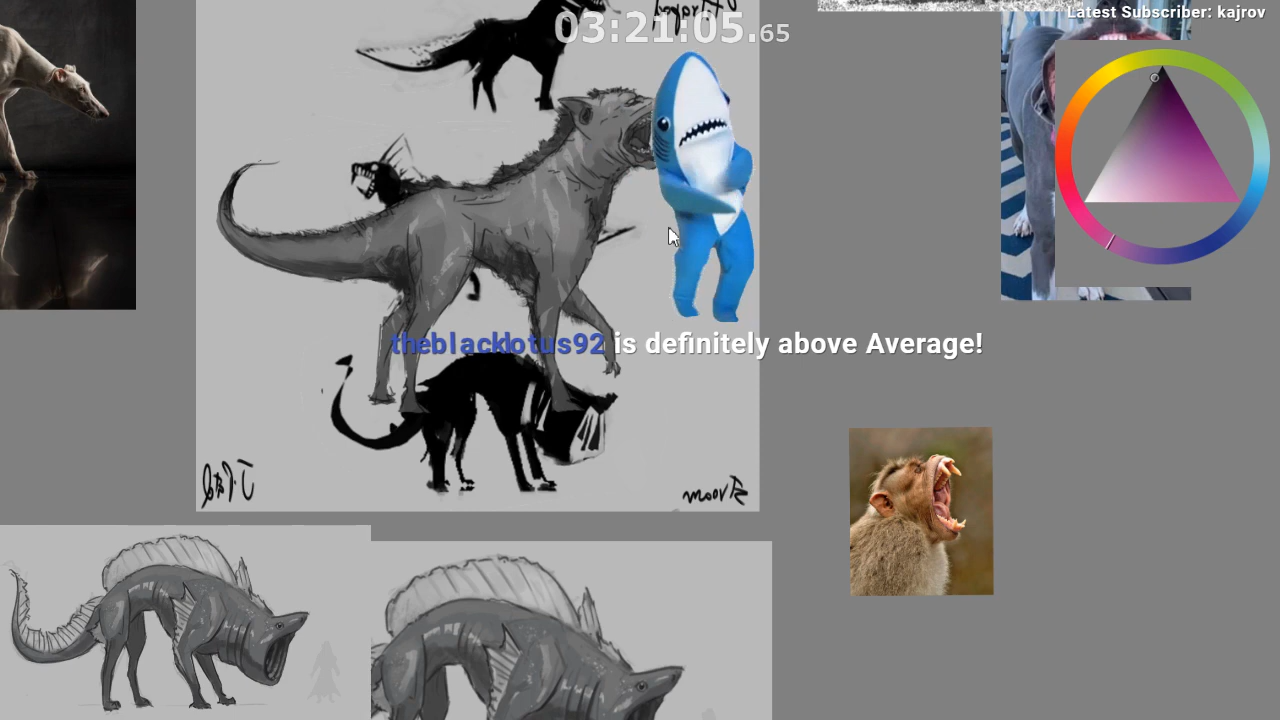 Latest Subscriber: kajrov
03:21:05.65
theblacklotus92 is definitely above Average!